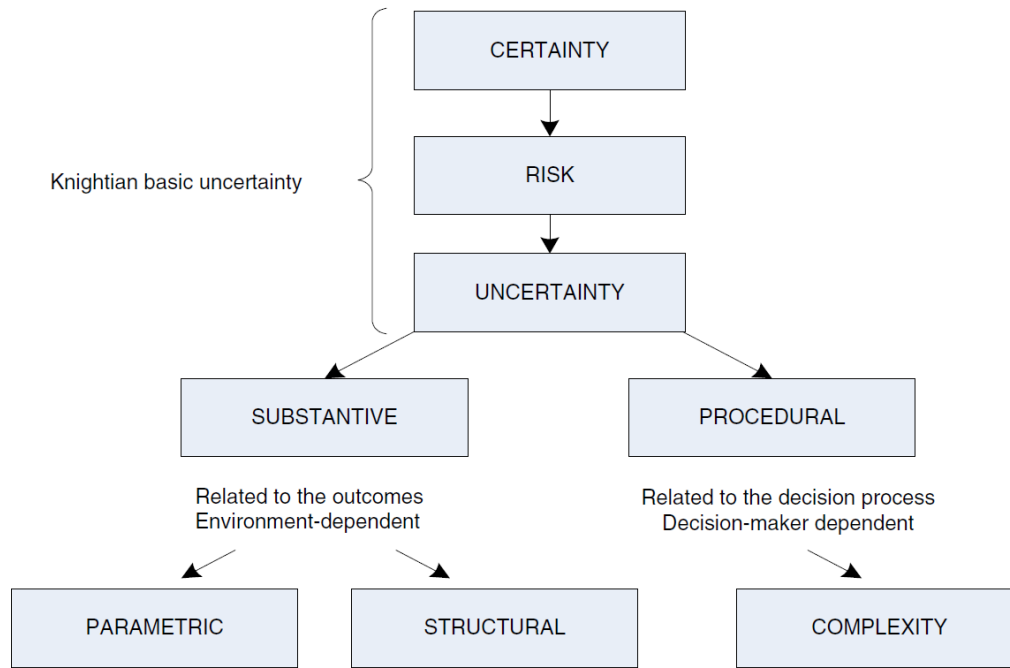 CERTAINTY
Knightian basic uncertainty
RISK
UNCERTAINTY
SUBSTANTIVE
PROCEDURAL
Related to the outcomes
Environment-dependent
Related to the decision process
Decision-maker dependent
PARAMETRIC
STRUCTURAL
COMPLEXITY